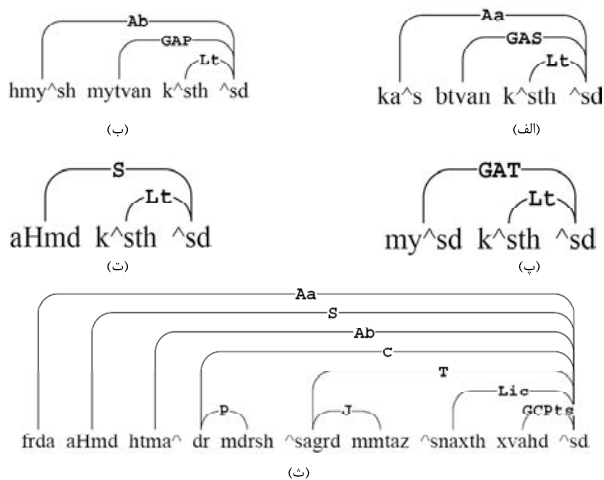 Ab
GAP
Lt
hmy^sh mytvan k^sth ^sd
(ب)
Aa
GAS
Lt
ka^s btvan k^sth ^sd
(الف)
S
Lt
aHmd k^sth ^sd
(ت)
GAT
Lt
my^sd k^sth ^sd
(پ)
Aa
S
Ab
C
T
Lic
P J GCPts
frda aHmd htma^ dr mdrsh ^sagrd mmtaz ^snaxth xvahd ^sd
(ث)